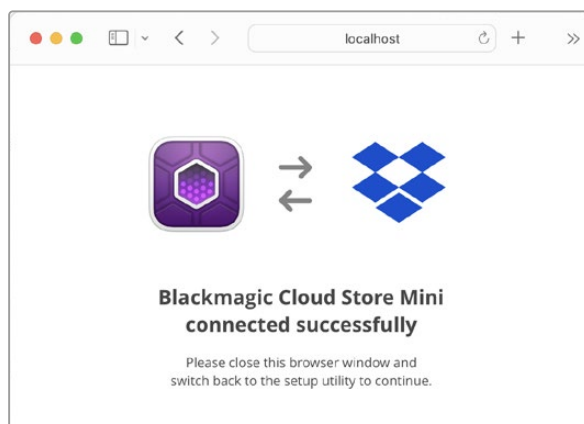 localhost
Blackmagic Cloud Store Mini
connected successfully
Please close this browser window and
switch back to the setup utility to continue.